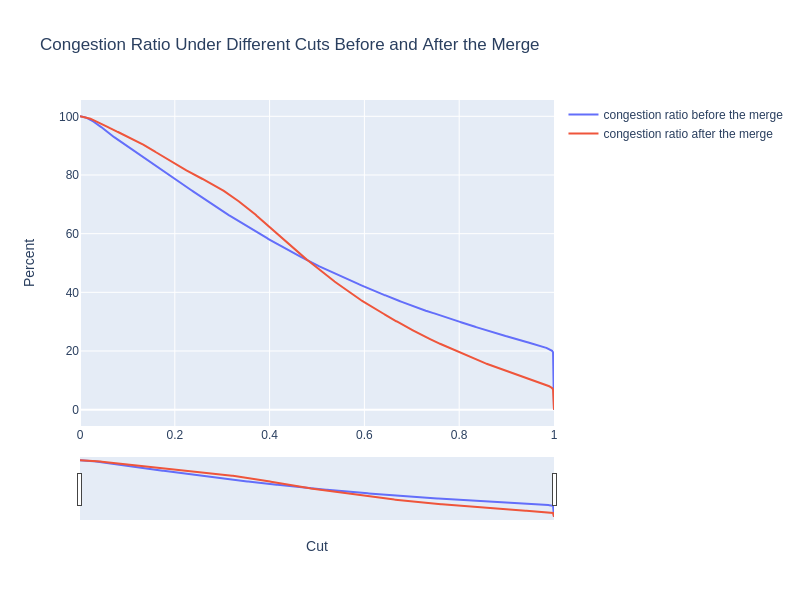 Congestion Ratio Under Different Cuts Before and After the Merge
congestion ratio before the merge
congestion ratio after the merge
Percent
100
80
60
40
20
0
0 0.2 0.4 0.6 0.8 1
Cut